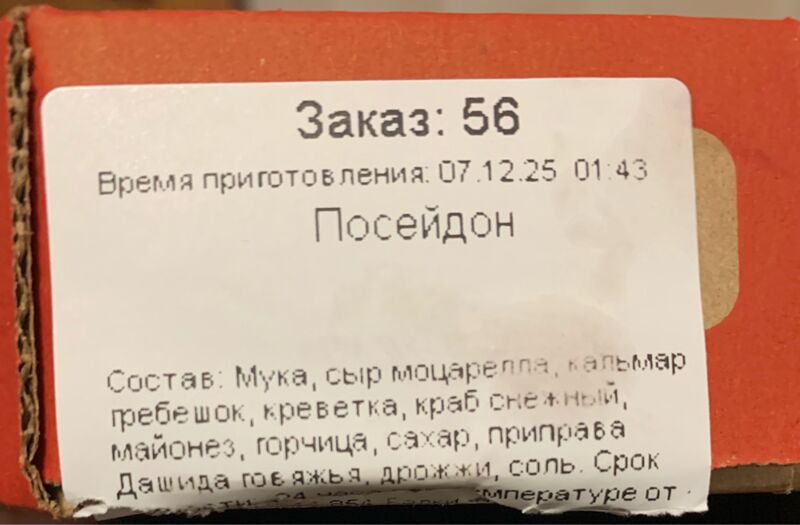 Заказ: 56
Время приготовления: 07.12.25 01:43
Посейдон
Состав: Мука, сыр моцарелла, кальмар
гребешок, креветка, краб снежный,
майонез, горчица, сахар, приправа
Дашида говяжья, дрожжи, соль. Срок
температуре от